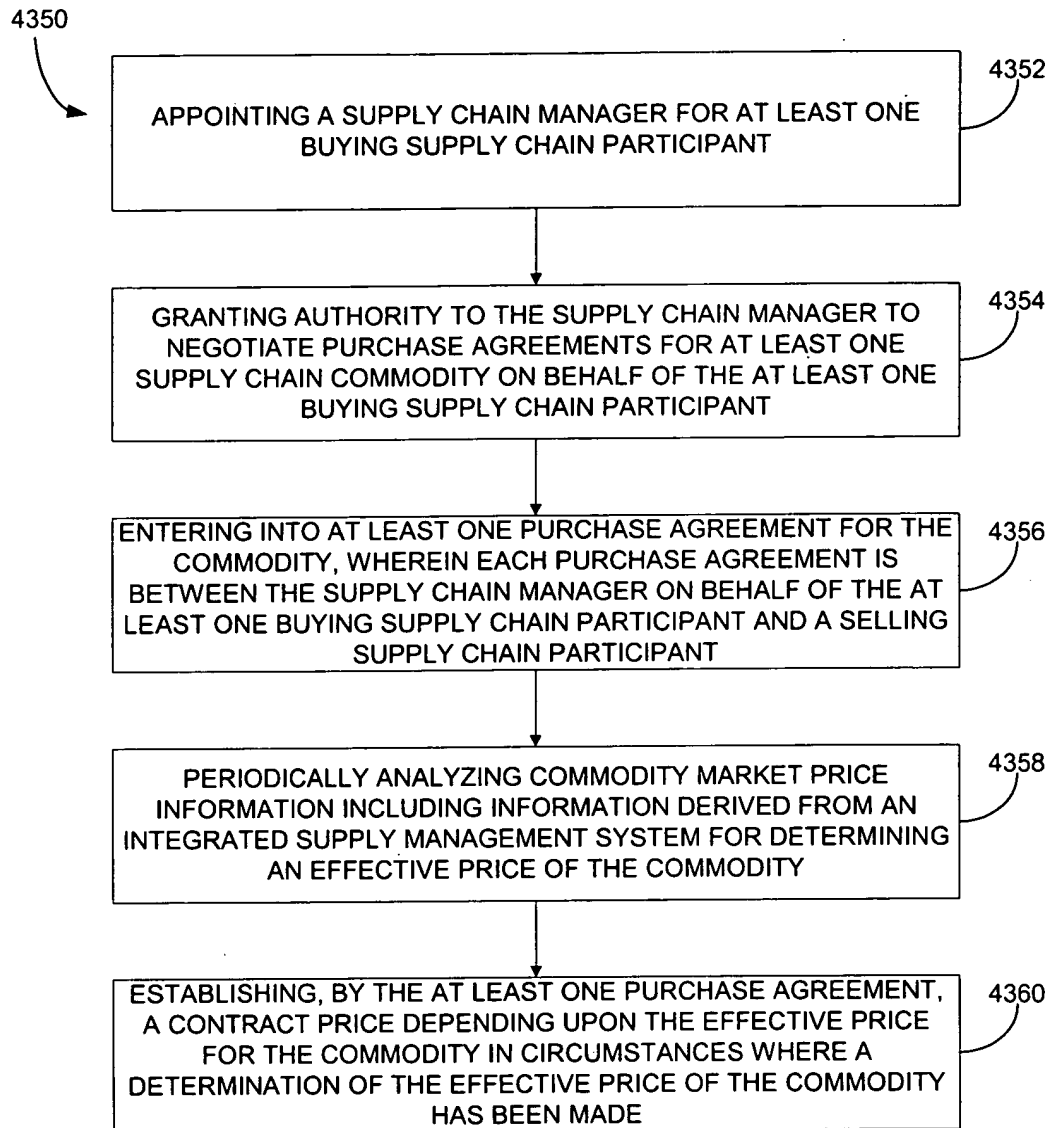 4350
4352
APPOINTING A SUPPLY CHAIN MANAGER FOR AT LEAST ONE
BUYING SUPPLY CHAIN PARTICIPANT
4354
GRANTING AUTHORITY TO THE SUPPLY CHAIN MANAGER TO
NEGOTIATE PURCHASE AGREEMENTS FOR AT LEAST ONE
SUPPLY CHAIN COMMODITY ON BEHALF OF THE AT LEAST ONE
BUYING SUPPLY CHAIN PARTICIPANT
4356
ENTERING INTO AT LEAST ONE PURCHASE AGREEMENT FOR THE
COMMODITY, WHEREIN EACH PURCHASE AGREEMENT IS
BETWEEN THE SUPPLY CHAIN MANAGER ON BEHALF OF THE AT
LEAST ONE BUYING SUPPLY CHAIN PARTICIPANT AND A SELLING
SUPPLY CHAIN PARTICIPANT
4358
PERIODICALLY ANALYZING COMMODITY MARKET PRICE
INFORMATION INCLUDING INFORMATION DERIVED FROM AN
INTEGRATED SUPPLY MANAGEMENT SYSTEM FOR DETERMINING
AN EFFECTIVE PRICE OF THE COMMODITY
4360
ESTABLISHING, BY THE AT LEAST ONE PURCHASE AGREEMENT,
A CONTRACT PRICE DEPENDING UPON THE EFFECTIVE PRICE
FOR THE COMMODITY IN CIRCUMSTANCES WHERE A
DETERMINATION OF THE EFFECTIVE PRICE OF THE COMMODITY
HAS BEEN MADE